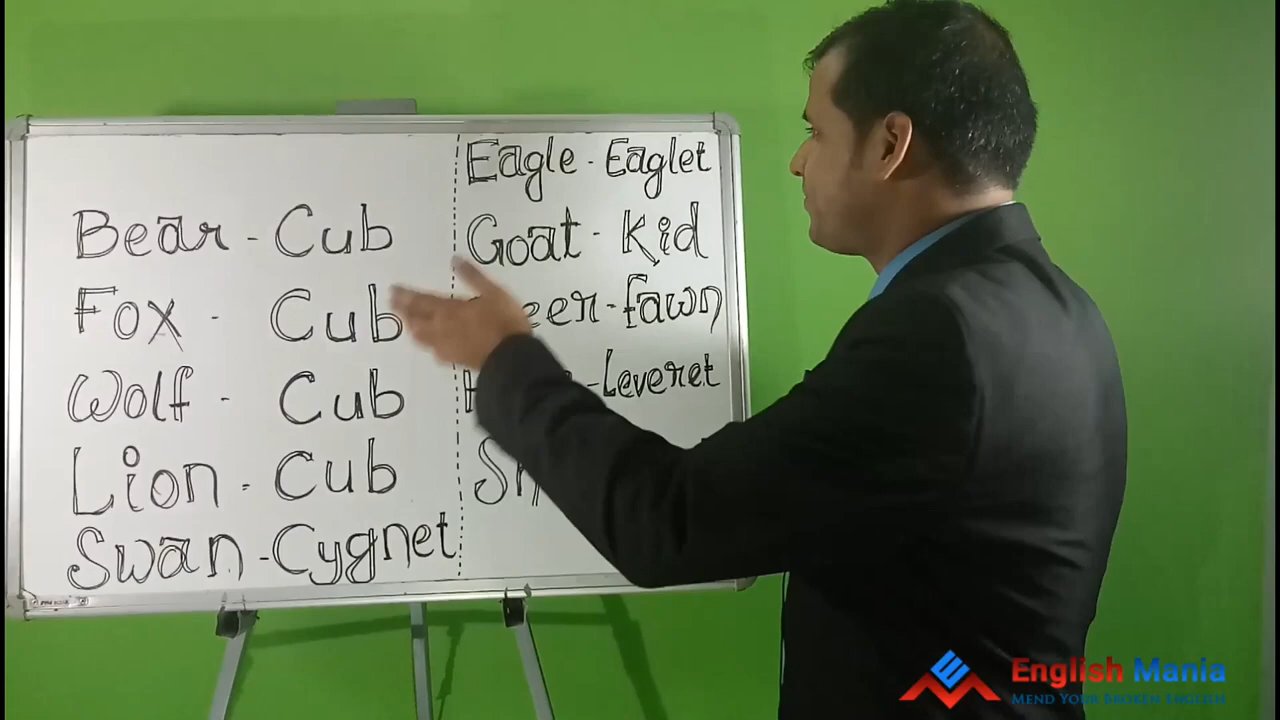 Bear - Cub
Fox - Cub
Wolf - Cub
Lion - Cub
Swan - Cygnet
Eagle - Eaglet
Goat - Kid
eer - Fawn
- Leveret
English Mania
MEND YOUR BROKEN ENGLISH